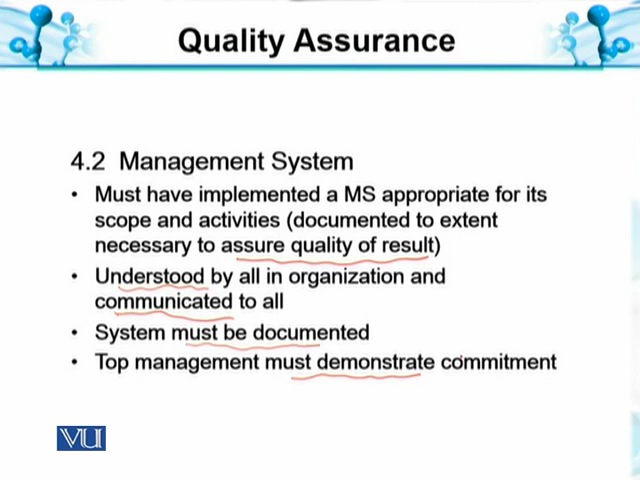 Quality Assurance
4.2 Management System
• Must have implemented a MS appropriate for its
scope and activities (documented to extent
necessary to assure quality of result)
• Understood by all in organization and
communicated to all
• System must be documented
• Top management must demonstrate commitment
VU